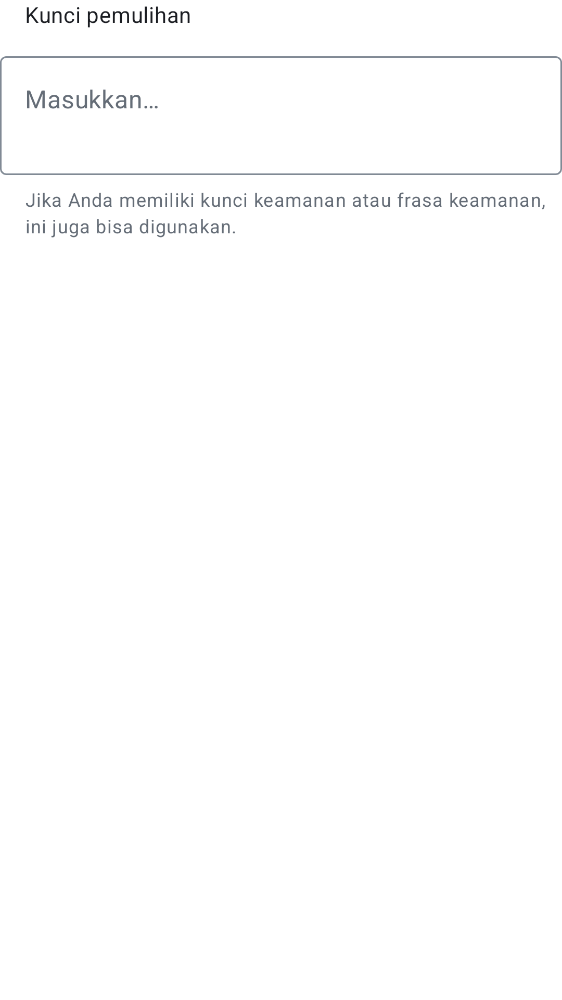 Kunci pemulihan
Masukkan…
Jika Anda memiliki kunci keamanan atau frasa keamanan,
ini juga bisa digunakan.